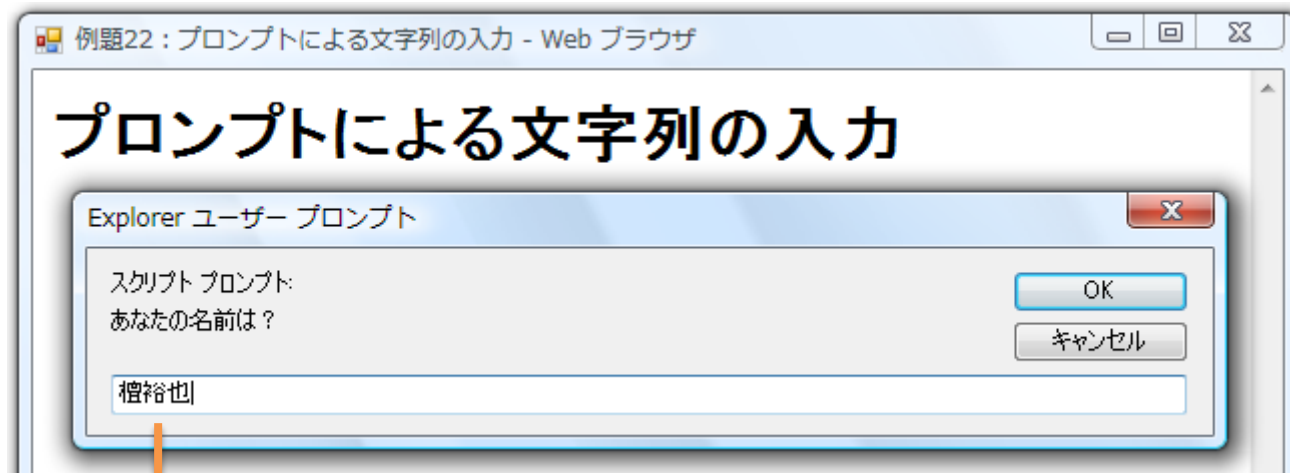 例題22：プロンプトによる文字列の入力 - Web ブラウザ
プロンプトによる文字列の入力
Explorer ユーザー プロンプト
スクリプト プロンプト:
あなたの名前は？
OK
キャンセル
檀裕也